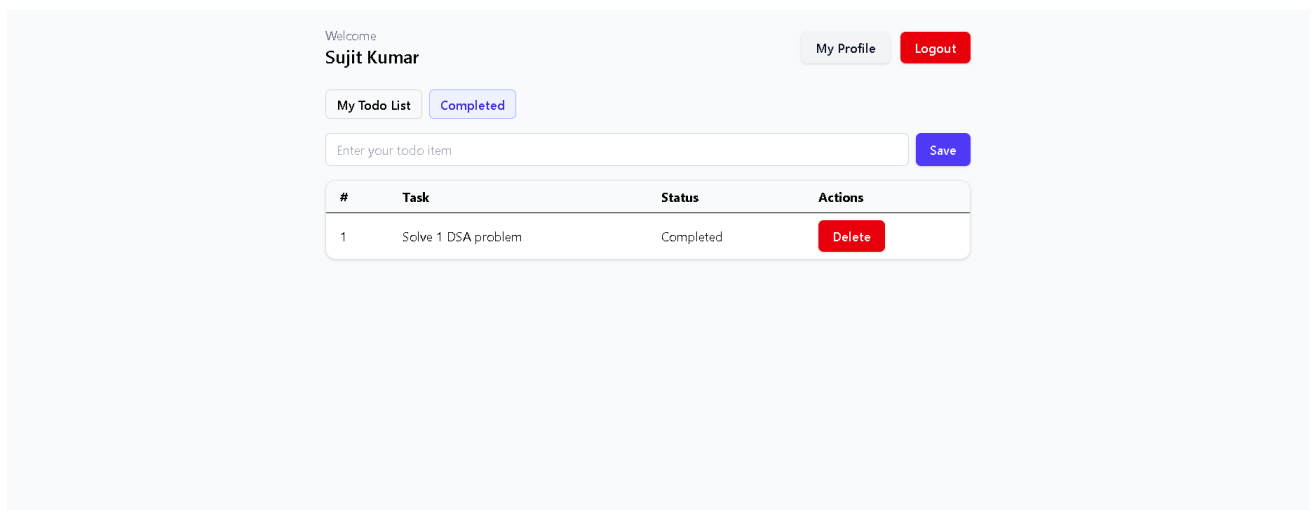 Welcome
Sujit Kumar
My Profile Logout
My Todo List Completed
Enter your todo item Save
# Task Status Actions
1 Solve 1 DSA problem Completed Delete